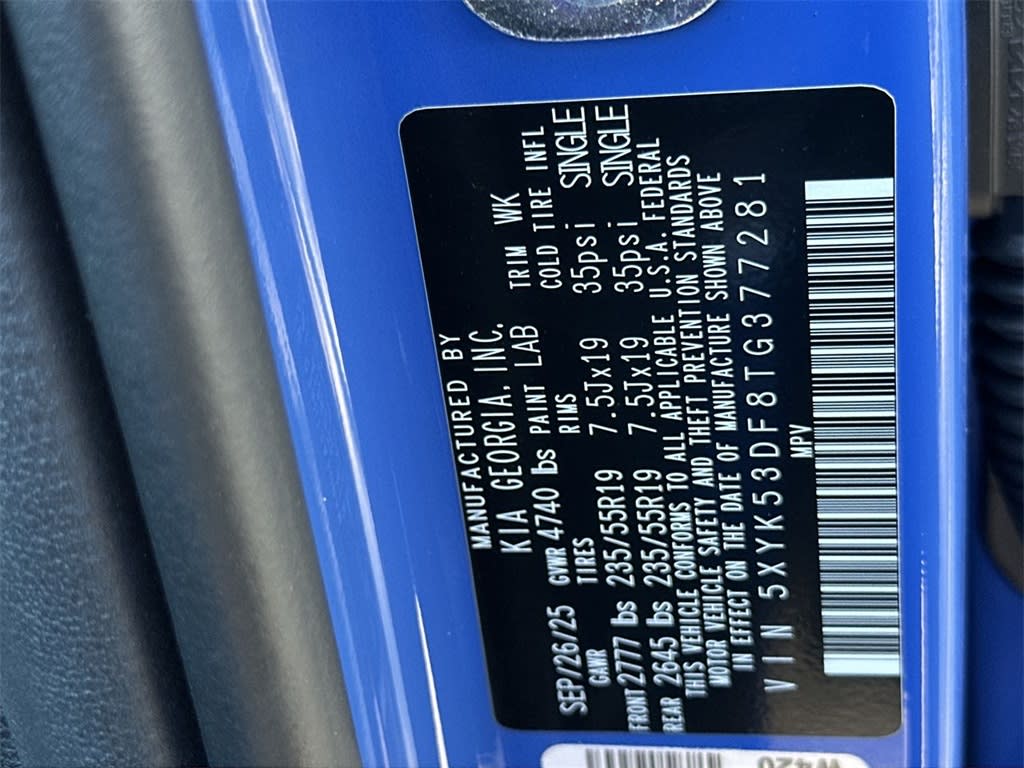 MANUFACTURED BY
KIA GEORGIA, INC.
SEP/26/25 GVWR 4740 lbs PAINT LAB TRIM WK
GAWR TIRES RIMS COLD TIRE INFL
FRONT 2777 lbs 235/55R19 7.5Jx19 35psi SINGLE
REAR 2645 lbs 235/55R19 7.5Jx19 35psi SINGLE
THIS VEHICLE CONFORMS TO ALL APPLICABLE U.S.A. FEDERAL
MOTOR VEHICLE SAFETY AND THEFT PREVENTION STANDARDS
IN EFFECT ON THE DATE OF MANUFACTURE SHOWN ABOVE
VIN 5XYK53DF8TG377281
MPV